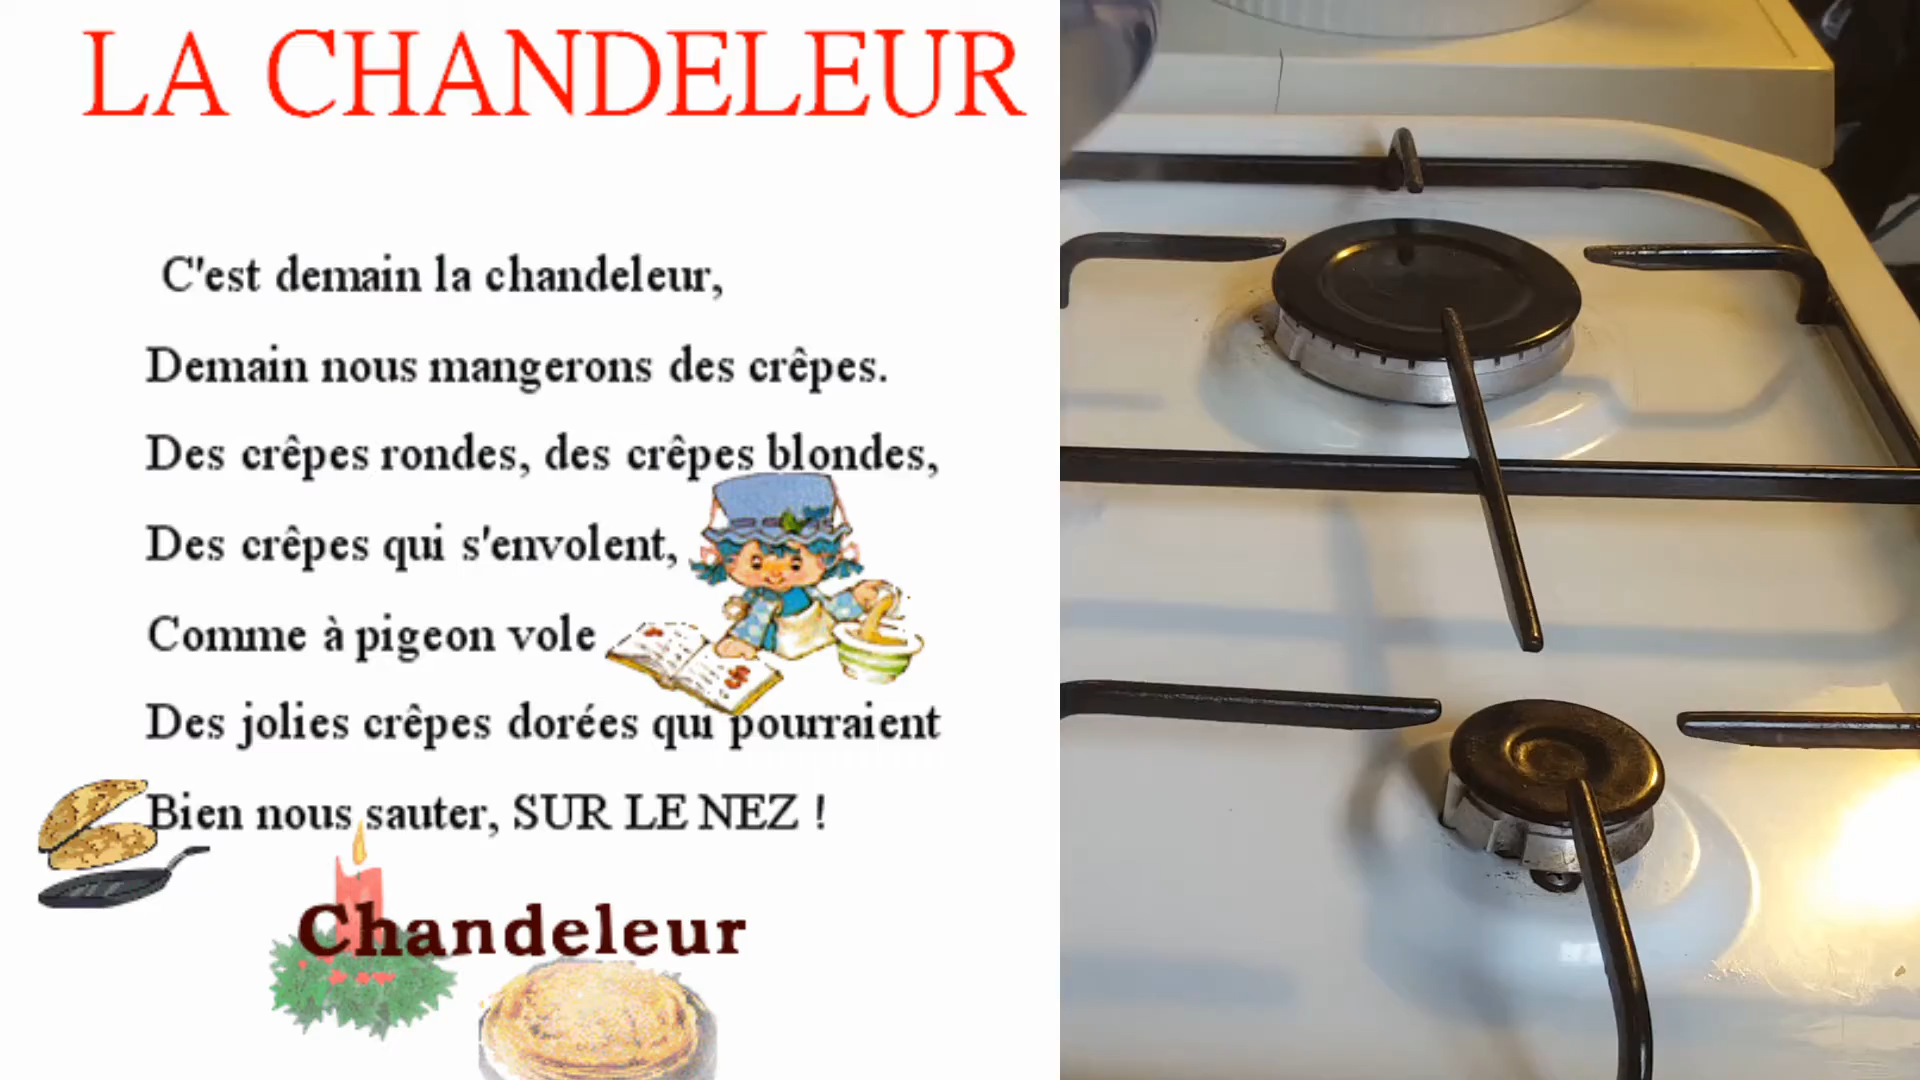 LA CHANDELEUR
C'est demain la chandeleur,
Demain nous mangerons des crêpes.
Des crêpes rondes, des crêpes blondes,
Des crêpes qui s'envolent,
Comme à pigeon vole
Des jolies crêpes dorées qui pourraient
Bien nous sauter, SUR LE NEZ !
Chandeleur